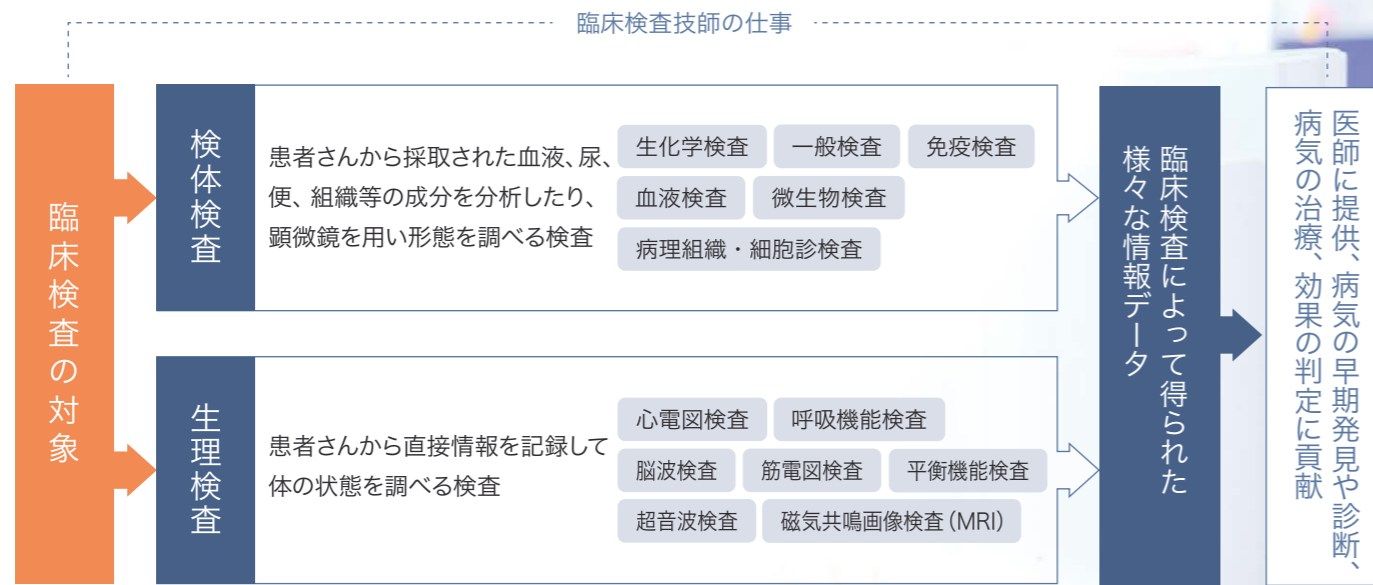 臨床検査技師の仕事
臨床検査の対象
検体検査
患者さんから採取された血液、尿、
便、組織等の成分を分析したり、
顕微鏡を用い形態を調べる検査
生化学検査
一般検査
免疫検査
血液検査
微生物検査
病理組織・細胞診検査
生理検査
患者さんから直接情報を記録して
体の状態を調べる検査
心電図検査
呼吸機能検査
脳波検査
筋電図検査
平衡機能検査
超音波検査
磁気共鳴画像検査(MRI)
臨床検査によって得られた
様々な情報データ
医師に提供、病気の早期発見や診断、
病気の治療、効果の判定に貢献